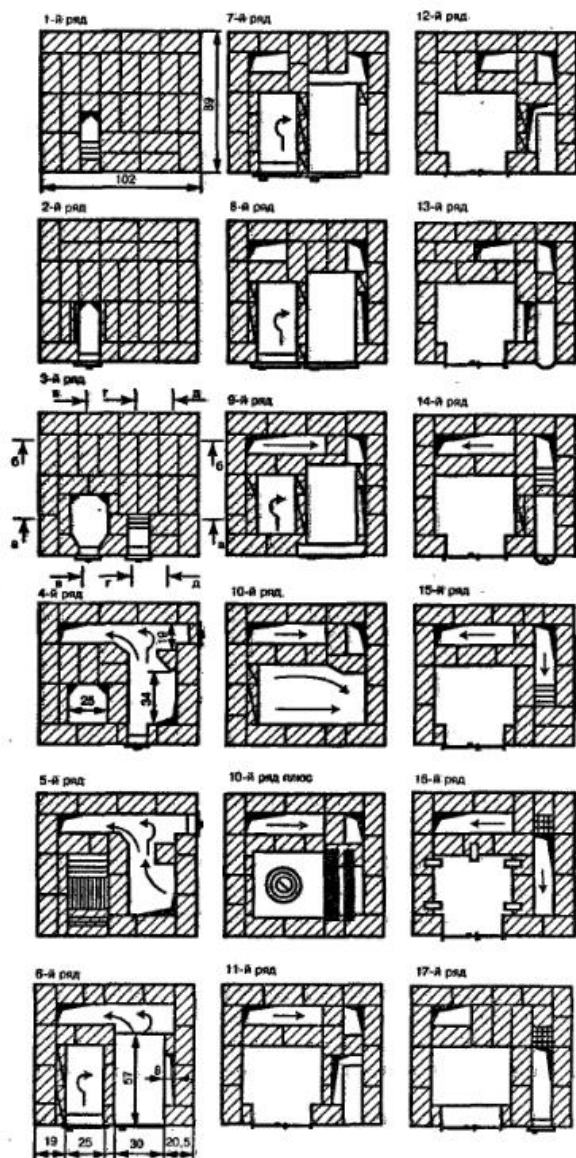 1-й ряд
89
102
2-й ряд
3-й ряд
в г д
б б
а а
в г д
4-й ряд
19
34
25
5-й ряд
6-й ряд
57
8
19 25 30 20,5
7-й ряд
8-й ряд
9-й ряд
б
а
10-й ряд
10-й ряд плюс
11-й ряд
12-й ряд
13-й ряд
14-й ряд
15-й ряд
16-й ряд
17-й ряд